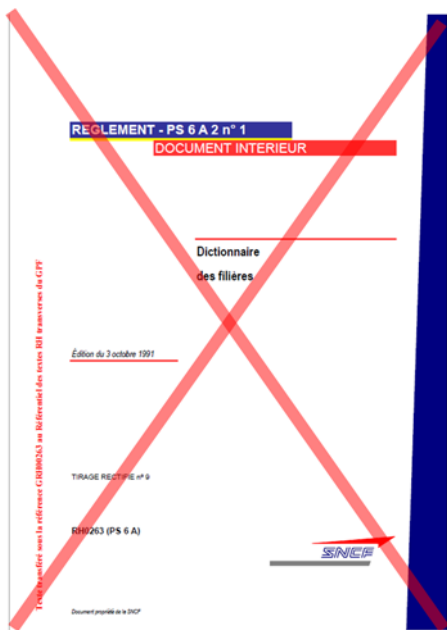 REGLEMENT - PS 6 A 2 n° 1
DOCUMENT INTERIEUR
Dictionnaire
des filières
Texte transféré sous la référence GRH00263 au Référentiel des textes RH transverses du GPF
Édition du 3 octobre 1991
TIRAGE RECTIFIE n° 9
RH0263 (PS 6 A)
SNCF
Document propriété de la SNCF